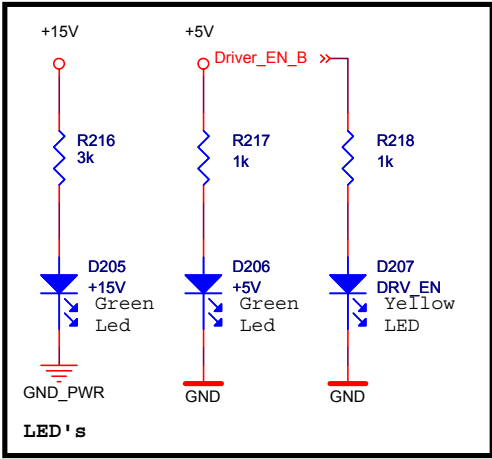 +15V +5V
Driver_EN_B
R216 R217 R218
3k 1k 1k
D205 D206 D207
+15V +5V DRV_EN
Green Green Yellow
Led Led LED
GND_PWR GND GND
LED's